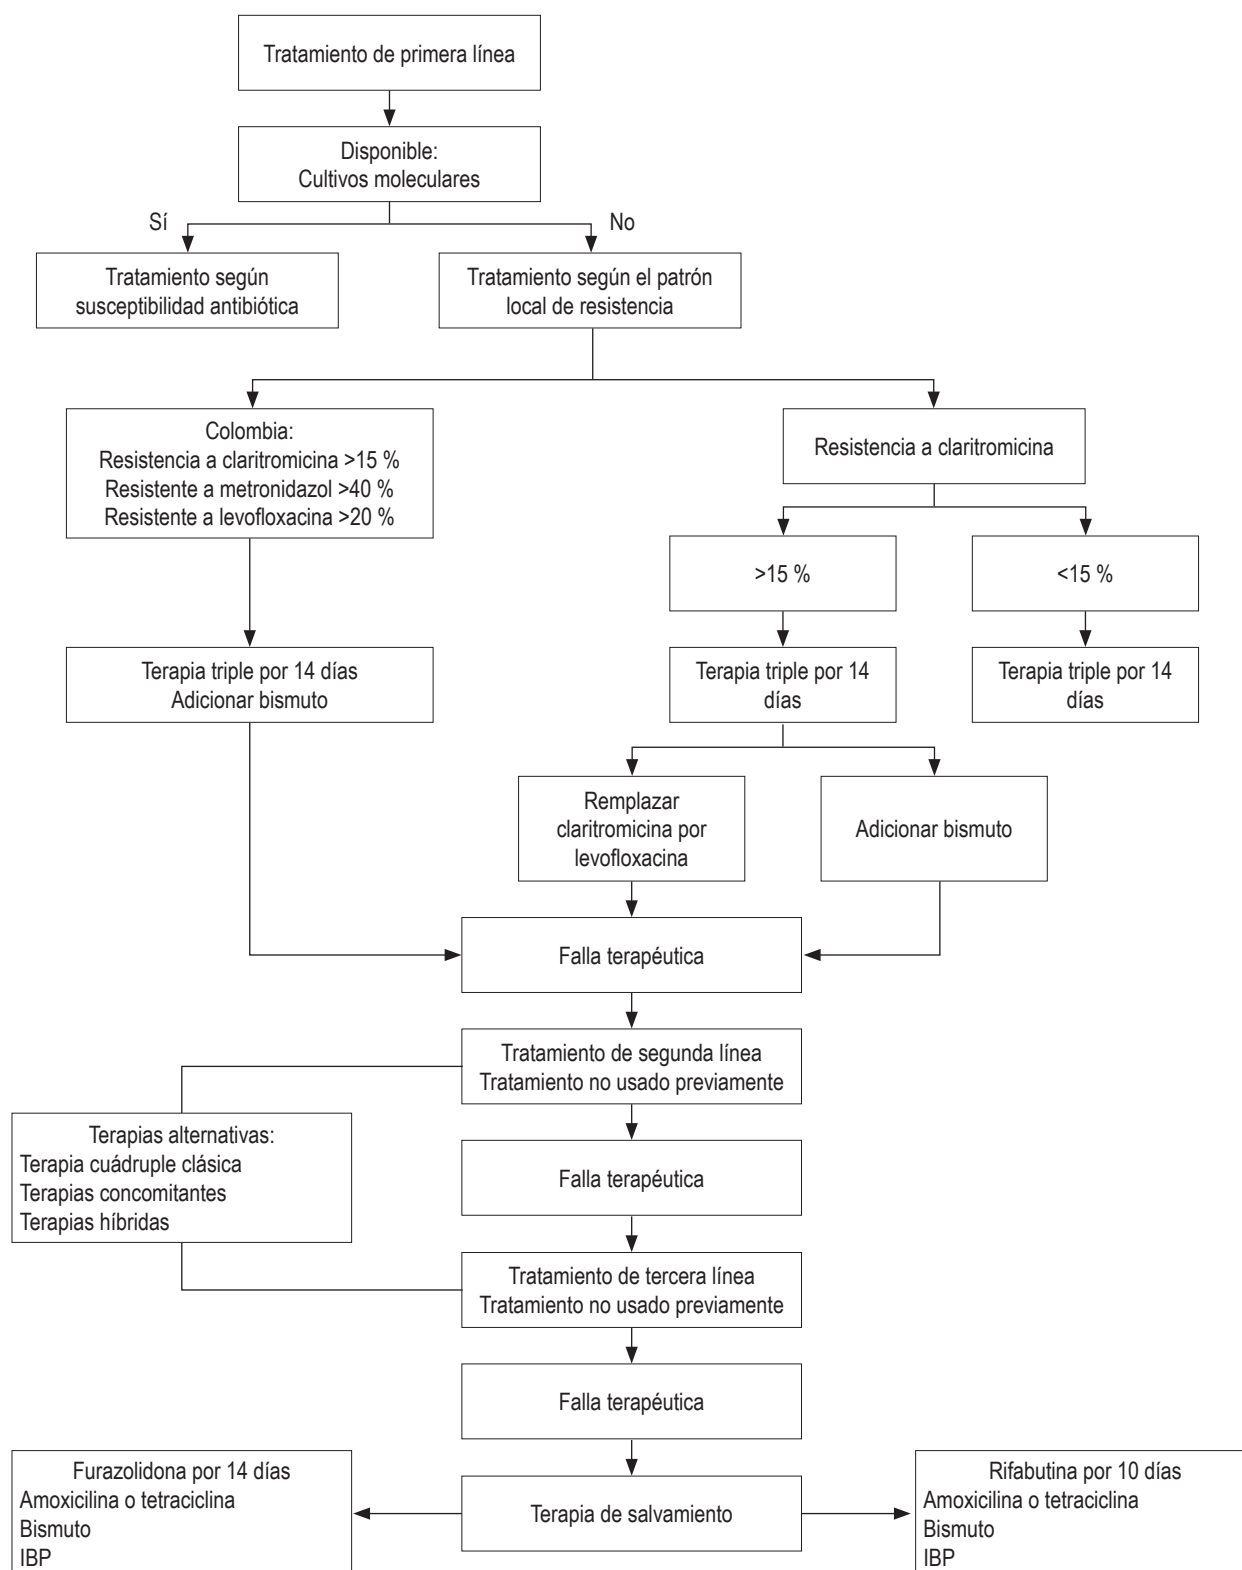 Tratamiento de primera línea
Disponible:
Cultivos moleculares
Sí
No
Tratamiento según
susceptibilidad antibiótica
Tratamiento según el patrón
local de resistencia
Colombia:
Resistencia a claritromicina >15 %
Resistente a metronidazol >40 %
Resistente a levofloxacina >20 %
Resistencia a claritromicina
>15 %
<15 %
Terapia triple por 14 días
Adicionar bismuto
Terapia triple por 14
días
Terapia triple por 14
días
Remplazar
claritromicina por
levofloxacina
Adicionar bismuto
Falla terapéutica
Tratamiento de segunda línea
Tratamiento no usado previamente
Terapias alternativas:
Terapia cuádruple clásica
Terapias concomitantes
Terapias híbridas
Falla terapéutica
Tratamiento de tercera línea
Tratamiento no usado previamente
Falla terapéutica
Furazolidona por 14 días
Amoxicilina o tetraciclina
Bismuto
IBP
Terapia de salvamiento
Rifabutina por 10 días
Amoxicilina o tetraciclina
Bismuto
IBP